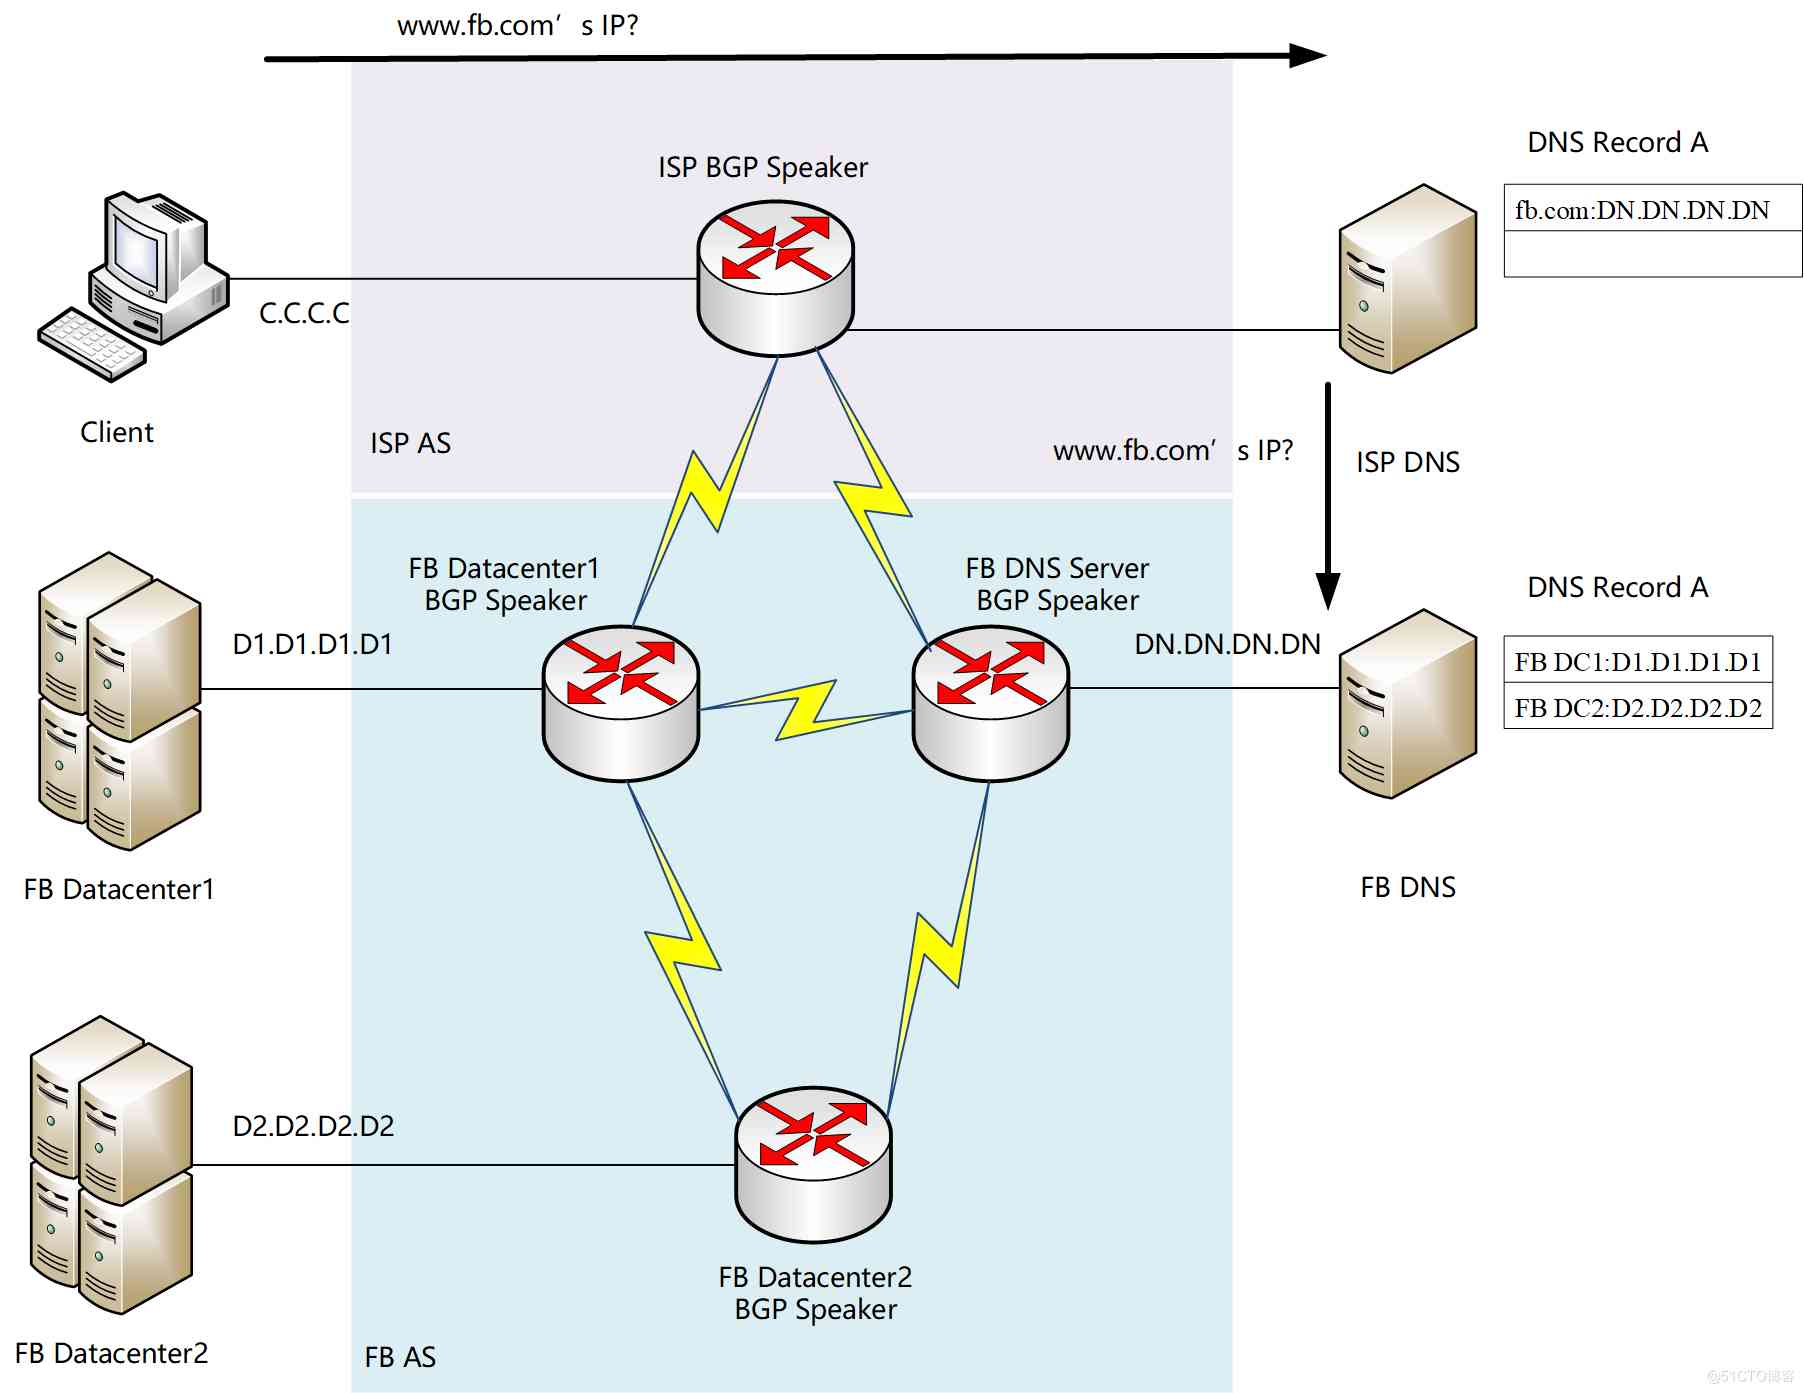 www.fb.com’s IP?
ISP BGP Speaker
DNS Record A
fb.com:DN.DN.DN.DN
C.C.C.C
Client
ISP AS
www.fb.com’s IP?
ISP DNS
FB Datacenter1
BGP Speaker
FB DNS Server
BGP Speaker
DNS Record A
D1.D1.D1.D1
DN.DN.DN.DN
FB DC1:D1.D1.D1.D1
FB DC2:D2.D2.D2.D2
FB Datacenter1
FB DNS
D2.D2.D2.D2
FB Datacenter2
BGP Speaker
FB Datacenter2
FB AS
@51CTO博客